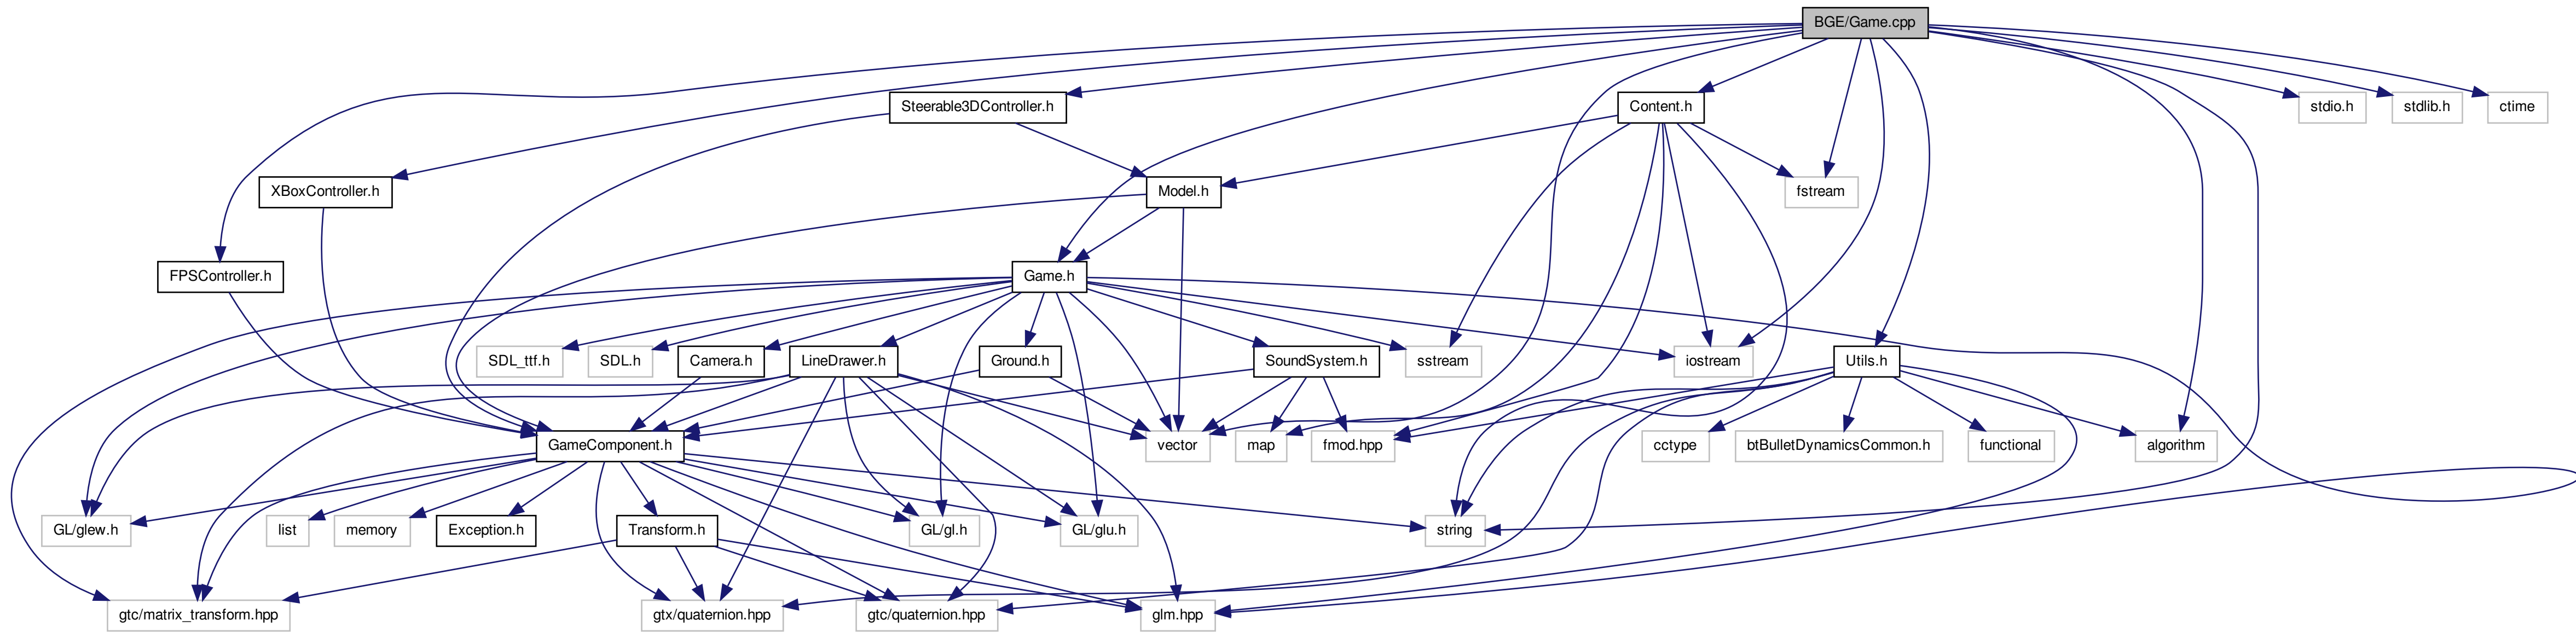 BGE/Game.cpp
Steerable3DController.h
Content.h
stdio.h
stdlib.h
ctime
XBoxController.h
Model.h
fstream
FPSController.h
Game.h
SDL_ttf.h
SDL.h
Camera.h
LineDrawer.h
Ground.h
SoundSystem.h
sstream
iostream
Utils.h
GameComponent.h
vector
map
fmod.hpp
cctype
btBulletDynamicsCommon.h
functional
algorithm
GL/glew.h
list
memory
Exception.h
Transform.h
GL/gl.h
GL/glu.h
string
gtc/matrix_transform.hpp
gtx/quaternion.hpp
gtc/quaternion.hpp
glm.hpp